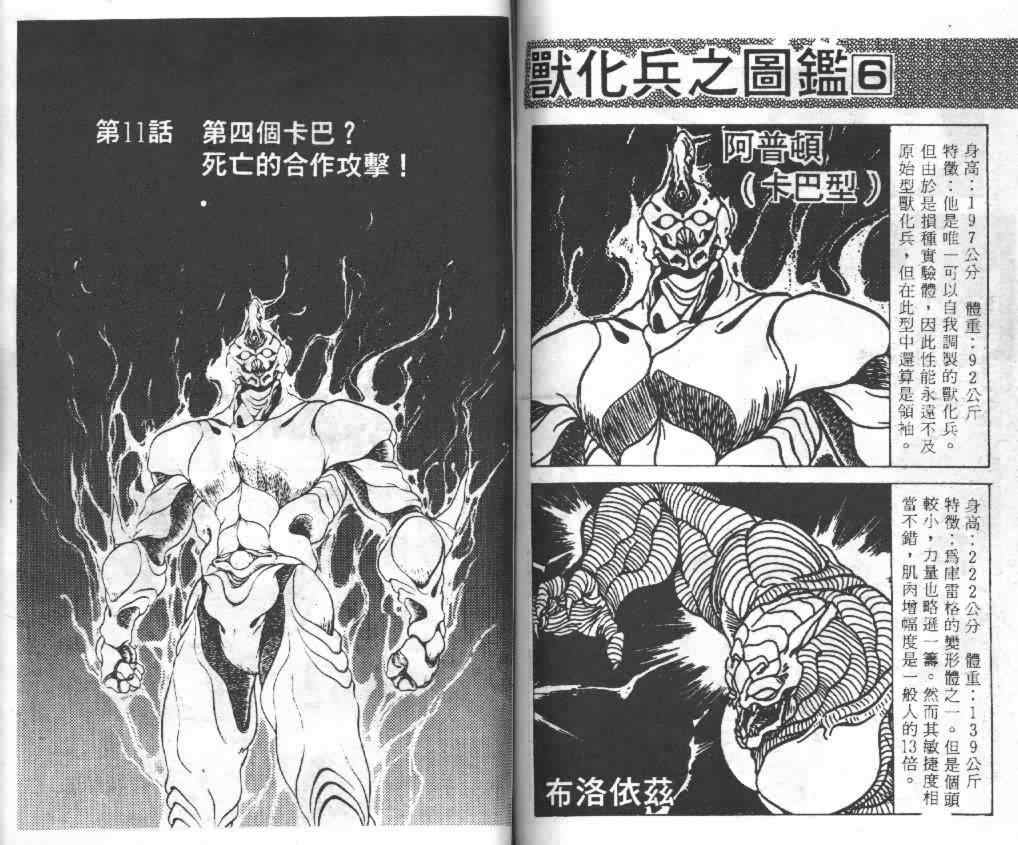 第11話　第四個卡巴？
死亡的合作攻擊！
獸化兵之圖鑑6
阿普頓
（卡巴型）
身高：197公分　體重：92公斤
特徵：他是唯一可以自我調製的獸化兵。
但由於是損種實驗體，因此性能永遠不及
原始型獸化兵，但在此型中還算是領袖。
布洛依茲
身高：222公分　體重：139公斤
特徵：為庫雷格的變形體之一。但是個頭
較小，力量也略遜一籌。然而其敏捷度相
當不錯，肌肉增幅度是一般人的13倍。